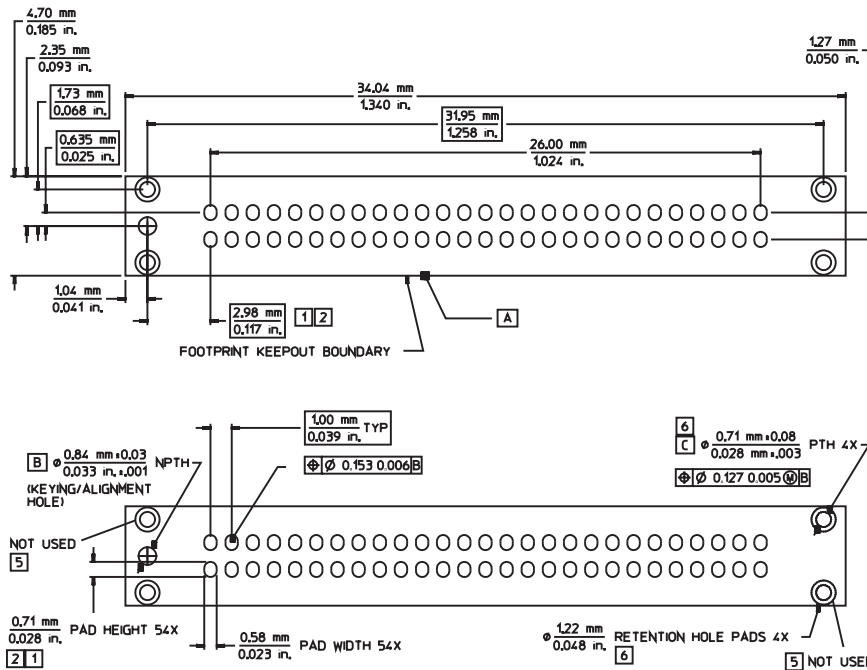 4.70 mm
0.185 in.
2.35 mm
0.093 in.
1.73 mm
0.068 in.
0.635 mm
0.025 in.
34.04 mm
1.340 in.
31.95 mm
1.258 in.
26.00 mm
1.024 in.
1.27 mm
0.050 in.
1.04 mm
0.041 in.
2.98 mm
0.117 in.
1 2
A
FOOTPRINT KEEPOUT BOUNDARY
1.00 mm
0.039 in.
TYP
⌖ Ø 0.153 0.006 B
B ø 0.84 mm±0.03
0.033 in.±.001
NPTH
(KEYING/ALIGNMENT
HOLE)
6
C ø 0.71 mm±0.08
0.028 mm±.003
PTH 4X
⌖ Ø 0.127 0.005 Ⓜ B
NOT USED
5
0.71 mm
0.028 in.
PAD HEIGHT 54X
2 1
0.58 mm
0.023 in.
PAD WIDTH 54X
ø 1.22 mm
0.048 in.
RETENTION HOLE PADS 4X
6
5 NOT USED